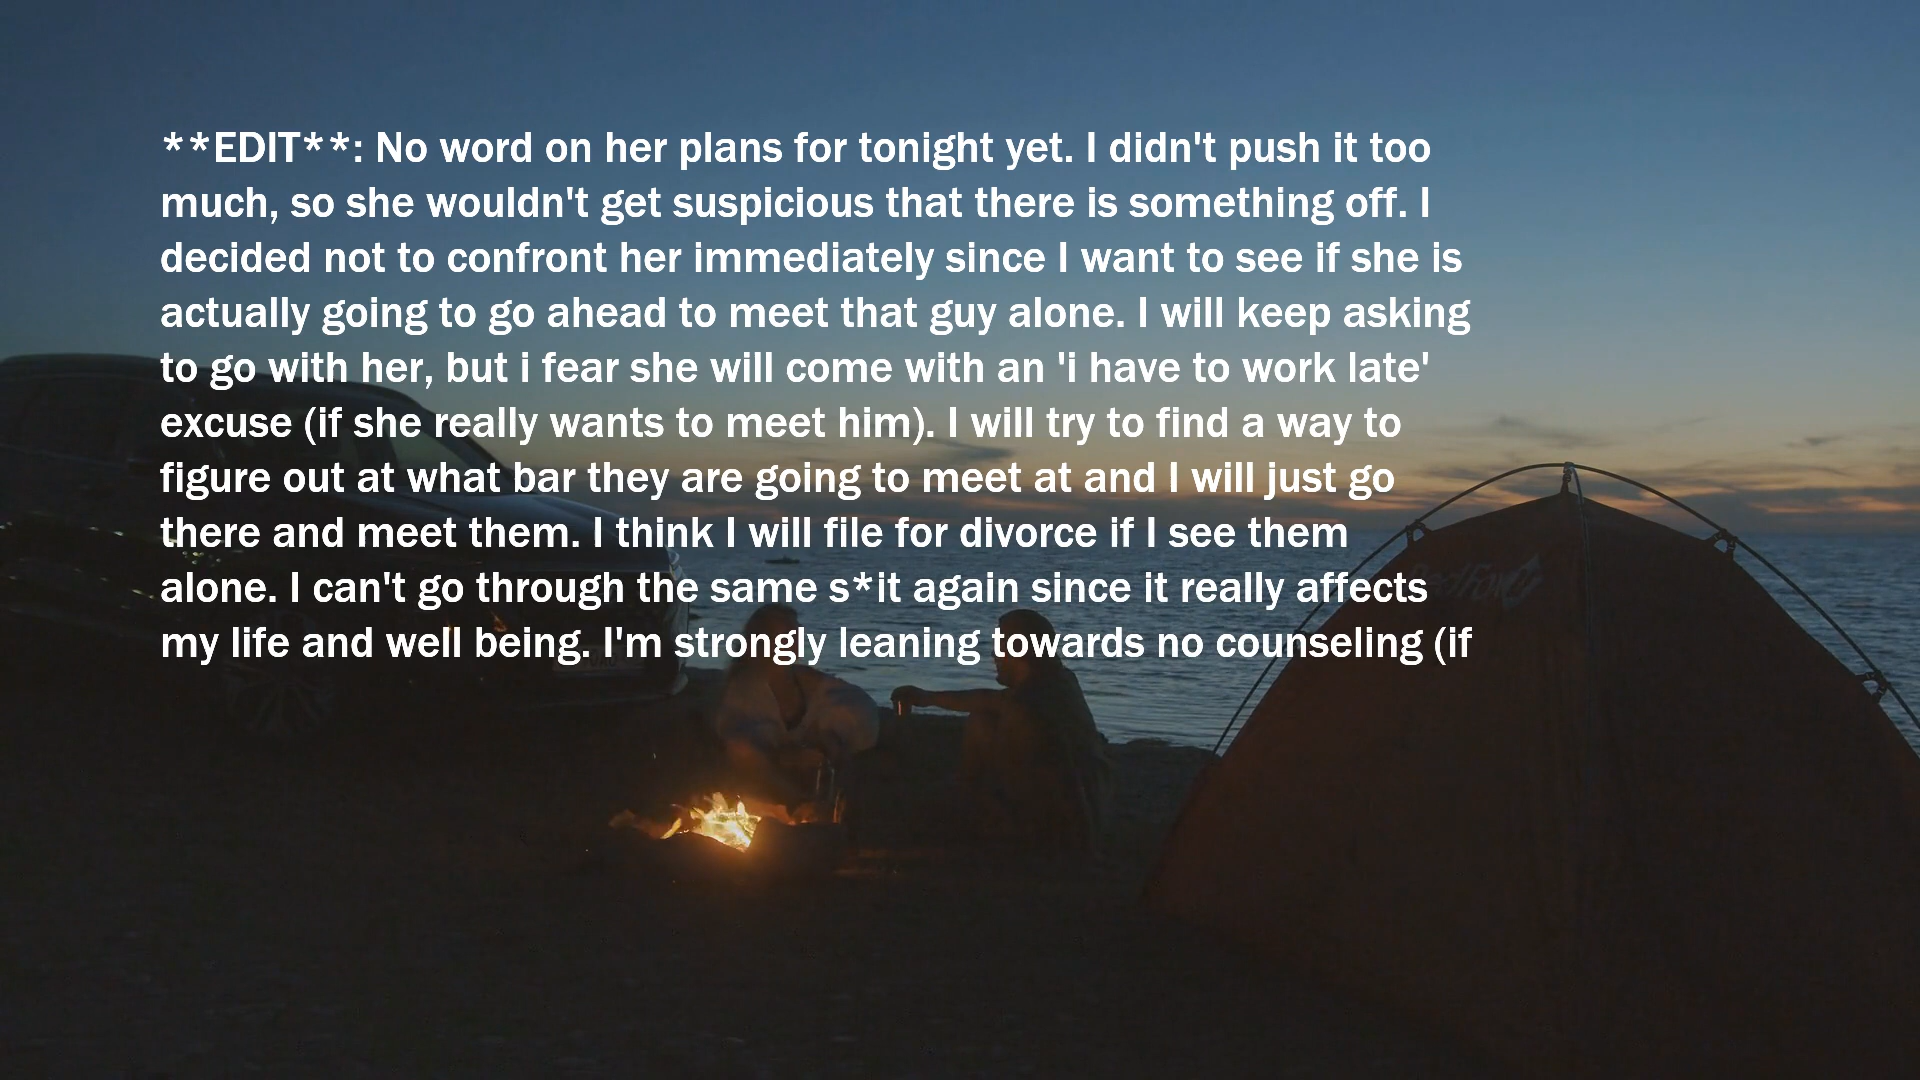 **EDIT**: No word on her plans for tonight yet. I didn't push it too
much, so she wouldn't get suspicious that there is something off. I
decided not to confront her immediately since I want to see if she is
actually going to go ahead to meet that guy alone. I will keep asking
to go with her, but i fear she will come with an 'i have to work late'
excuse (if she really wants to meet him). I will try to find a way to
figure out at what bar they are going to meet at and I will just go
there and meet them. I think I will file for divorce if I see them
alone. I can't go through the same s*it again since it really affects
my life and well being. I'm strongly leaning towards no counseling (if